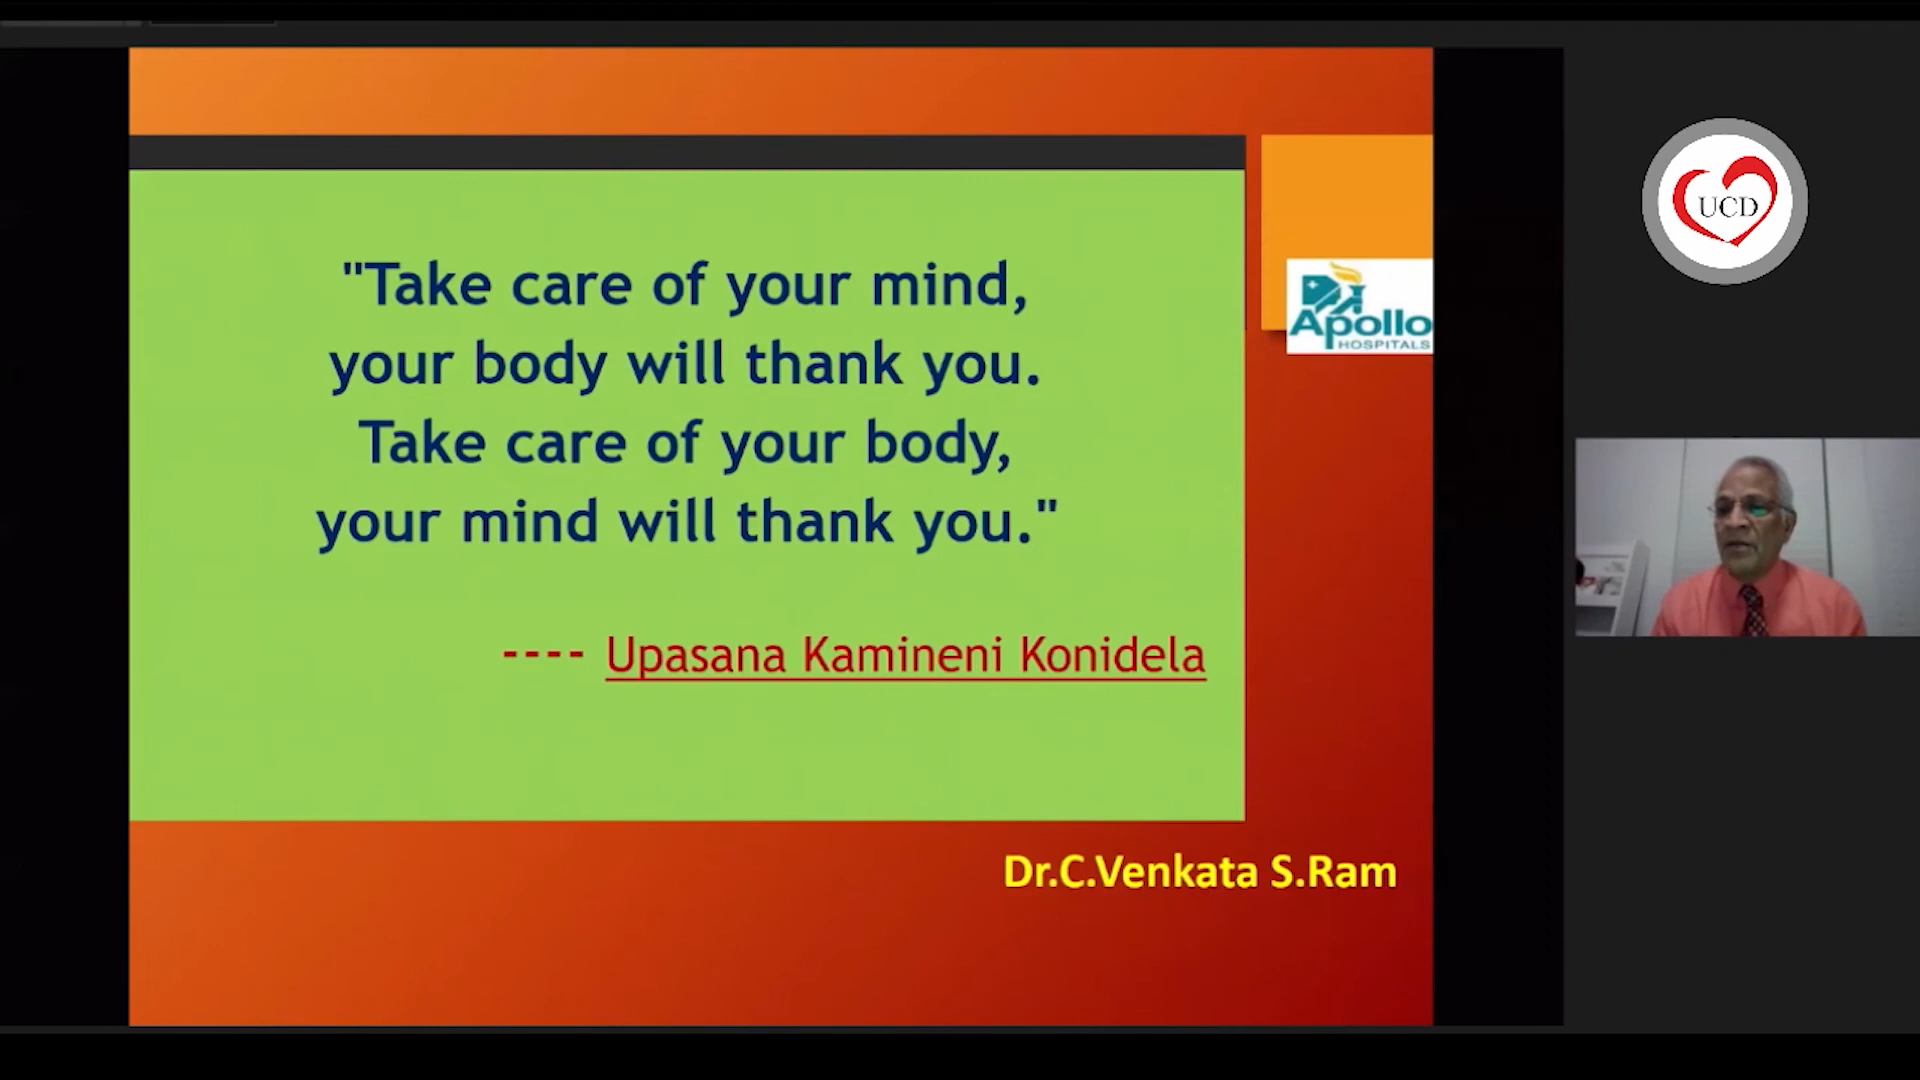 "Take care of your mind,
your body will thank you.
Take care of your body,
your mind will thank you."
---- Upasana Kamineni Konidela
Apollo
HOSPITALS
Dr.C.Venkata S.Ram
UCD